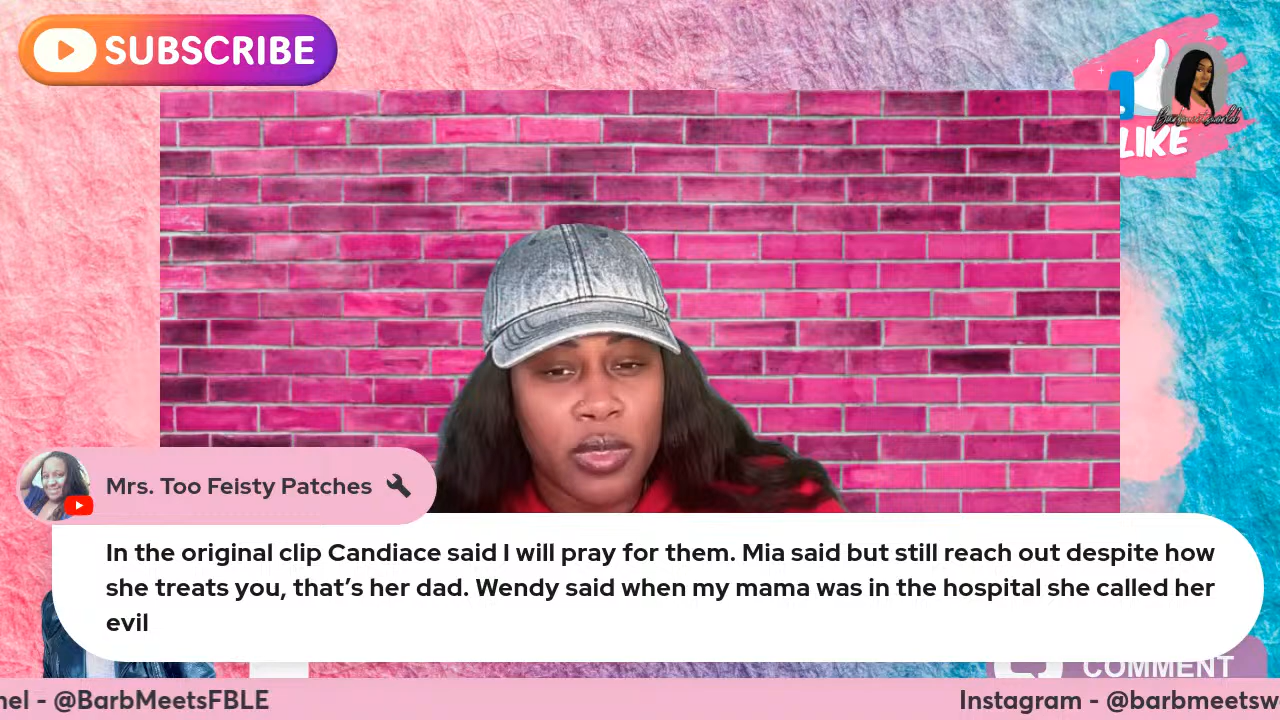 SUBSCRIBE
LIKE
Mrs. Too Feisty Patches
In the original clip Candiace said I will pray for them. Mia said but still reach out despite how
she treats you, that’s her dad. Wendy said when my mama was in the hospital she called her
evil
COMMENT
nel - @BarbMeetsFBLE
Instagram - @barbmeetsw